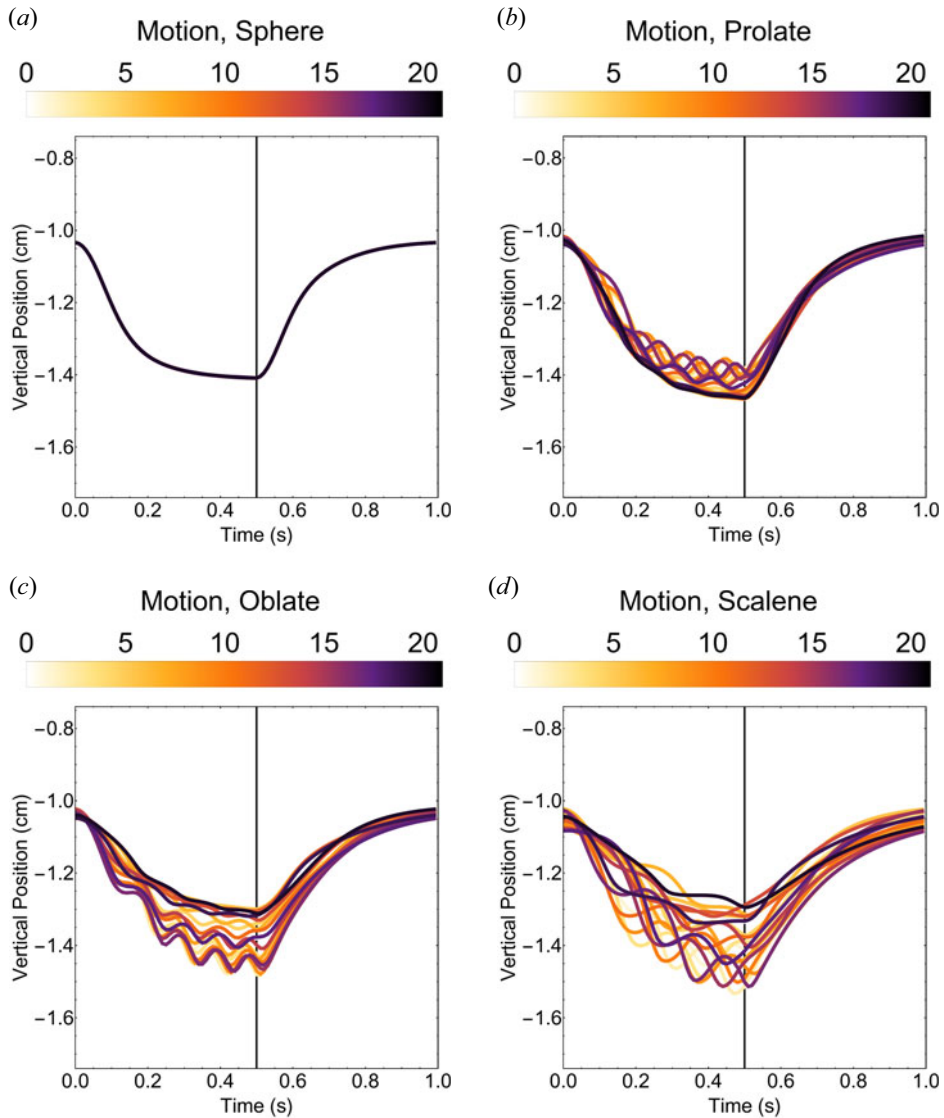 (a)
Motion, Sphere
0 5 10 15 20
−0.8
−1.0
−1.2
−1.4
−1.6
Vertical Position (cm)
0.0 0.2 0.4 0.6 0.8 1.0
Time (s)
(b)
Motion, Prolate
0 5 10 15 20
−0.8
−1.0
−1.2
−1.4
−1.6
Vertical Position (cm)
0.0 0.2 0.4 0.6 0.8 1.0
Time (s)
(c)
Motion, Oblate
0 5 10 15 20
−0.8
−1.0
−1.2
−1.4
−1.6
Vertical Position (cm)
0.0 0.2 0.4 0.6 0.8 1.0
Time (s)
(d)
Motion, Scalene
0 5 10 15 20
−0.8
−1.0
−1.2
−1.4
−1.6
Vertical Position (cm)
0.0 0.2 0.4 0.6 0.8 1.0
Time (s)